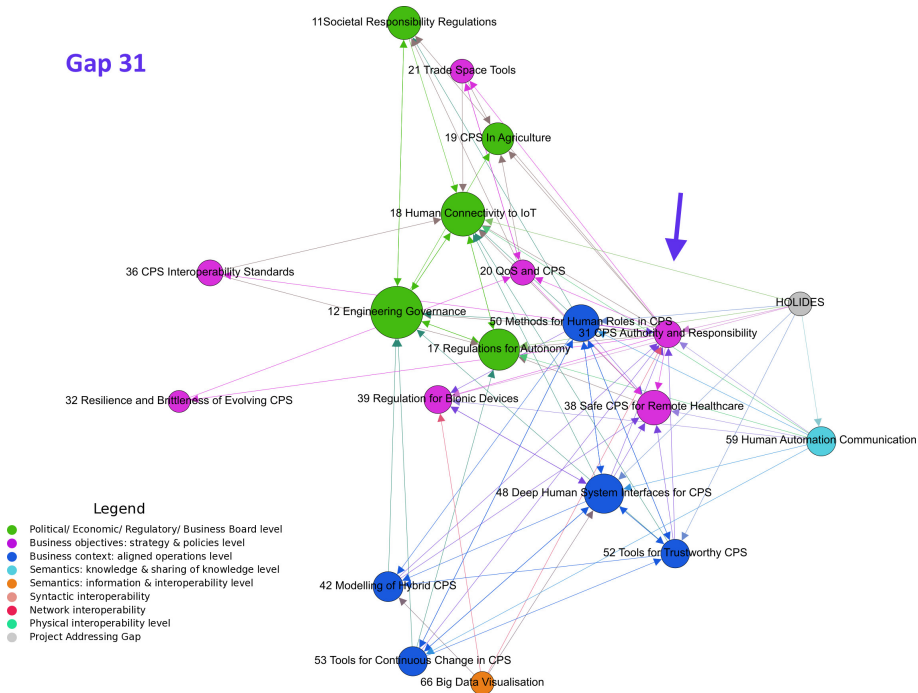 11Societal Responsibility Regulations
Gap 31
21 Trade Space Tools
19 CPS In Agriculture
18 Human Connectivity to IoT
36 CPS Interoperability Standards
20 QoS and CPS
HOLIDES
12 Engineering Governance
50 Methods for Human Roles in CPS
31 CPS Authority and Responsibility
17 Regulations for Autonomy
32 Resilience and Brittleness of Evolving CPS
39 Regulation for Bionic Devices
38 Safe CPS for Remote Healthcare
59 Human Automation Communication
48 Deep Human System Interfaces for CPS
52 Tools for Trustworthy CPS
42 Modelling of Hybrid CPS
53 Tools for Continuous Change in CPS
66 Big Data Visualisation
Legend
Political/ Economic/ Regulatory/ Business Board level
Business objectives: strategy & policies level
Business context: aligned operations level
Semantics: knowledge & sharing of knowledge level
Semantics: information & interoperability level
Syntactic interoperability
Network interoperability
Physical interoperability level
Project Addressing Gap